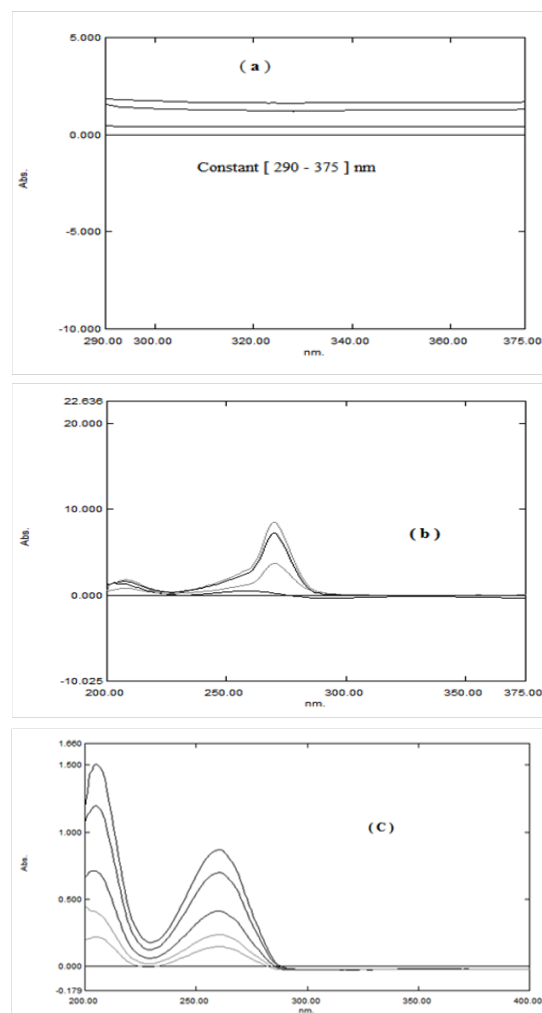 5.000
( a )
0.000
Constant [ 290 - 375 ] nm
Abs.
-5.000
-10.000
290.00 300.00 320.00 340.00 360.00 375.00
nm.
22.636
20.000
10.000
( b )
Abs.
0.000
-10.025
200.00 250.00 300.00 350.00 375.00
nm.
1.660
1.500
( C )
1.000
Abs.
0.500
0.000
-0.179
200.00 250.00 300.00 350.00 400.00
nm.